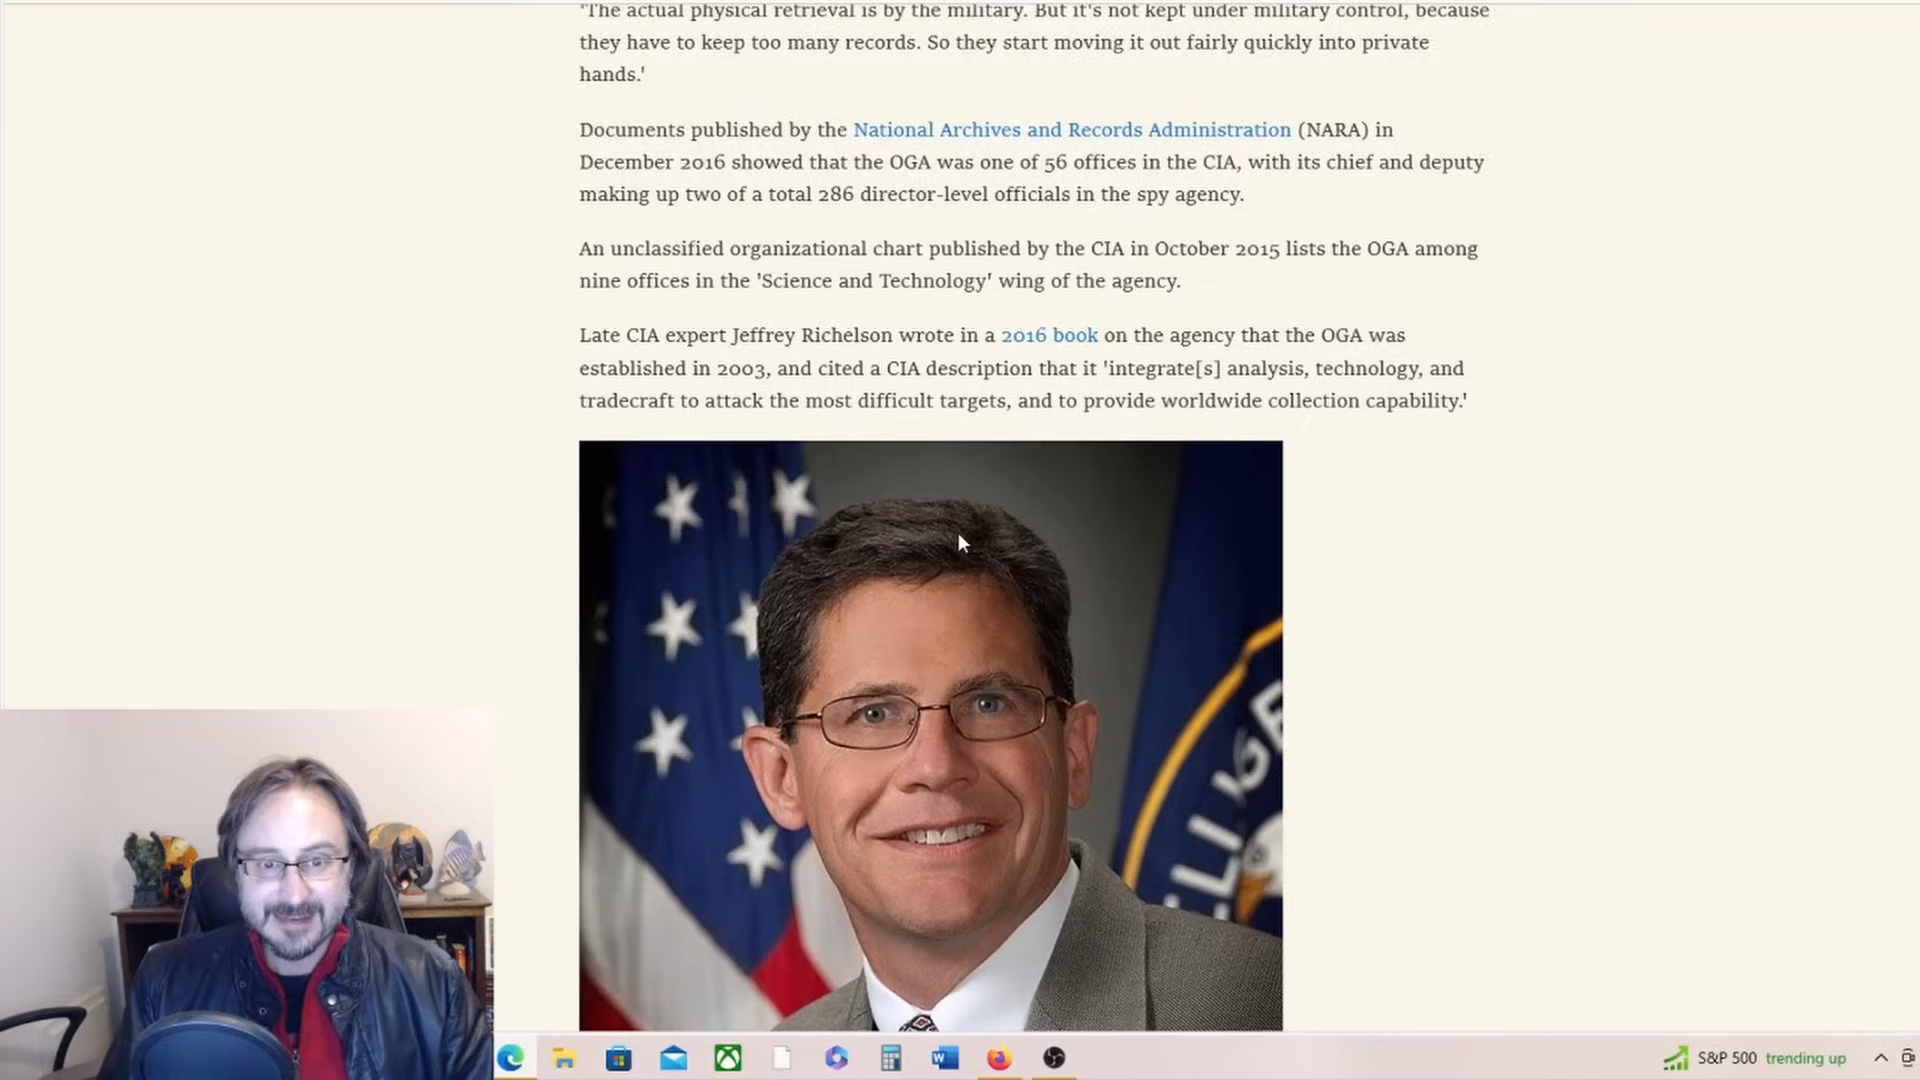 'The actual physical retrieval is by the military. But it's not kept under military control, because
they have to keep too many records. So they start moving it out fairly quickly into private
hands.'
Documents published by the National Archives and Records Administration (NARA) in
December 2016 showed that the OGA was one of 56 offices in the CIA, with its chief and deputy
making up two of a total 286 director-level officials in the spy agency.
An unclassified organizational chart published by the CIA in October 2015 lists the OGA among
nine offices in the 'Science and Technology' wing of the agency.
Late CIA expert Jeffrey Richelson wrote in a 2016 book on the agency that the OGA was
established in 2003, and cited a CIA description that it 'integrate[s] analysis, technology, and
tradecraft to attack the most difficult targets, and to provide worldwide collection capability.'
S&P 500 trending up